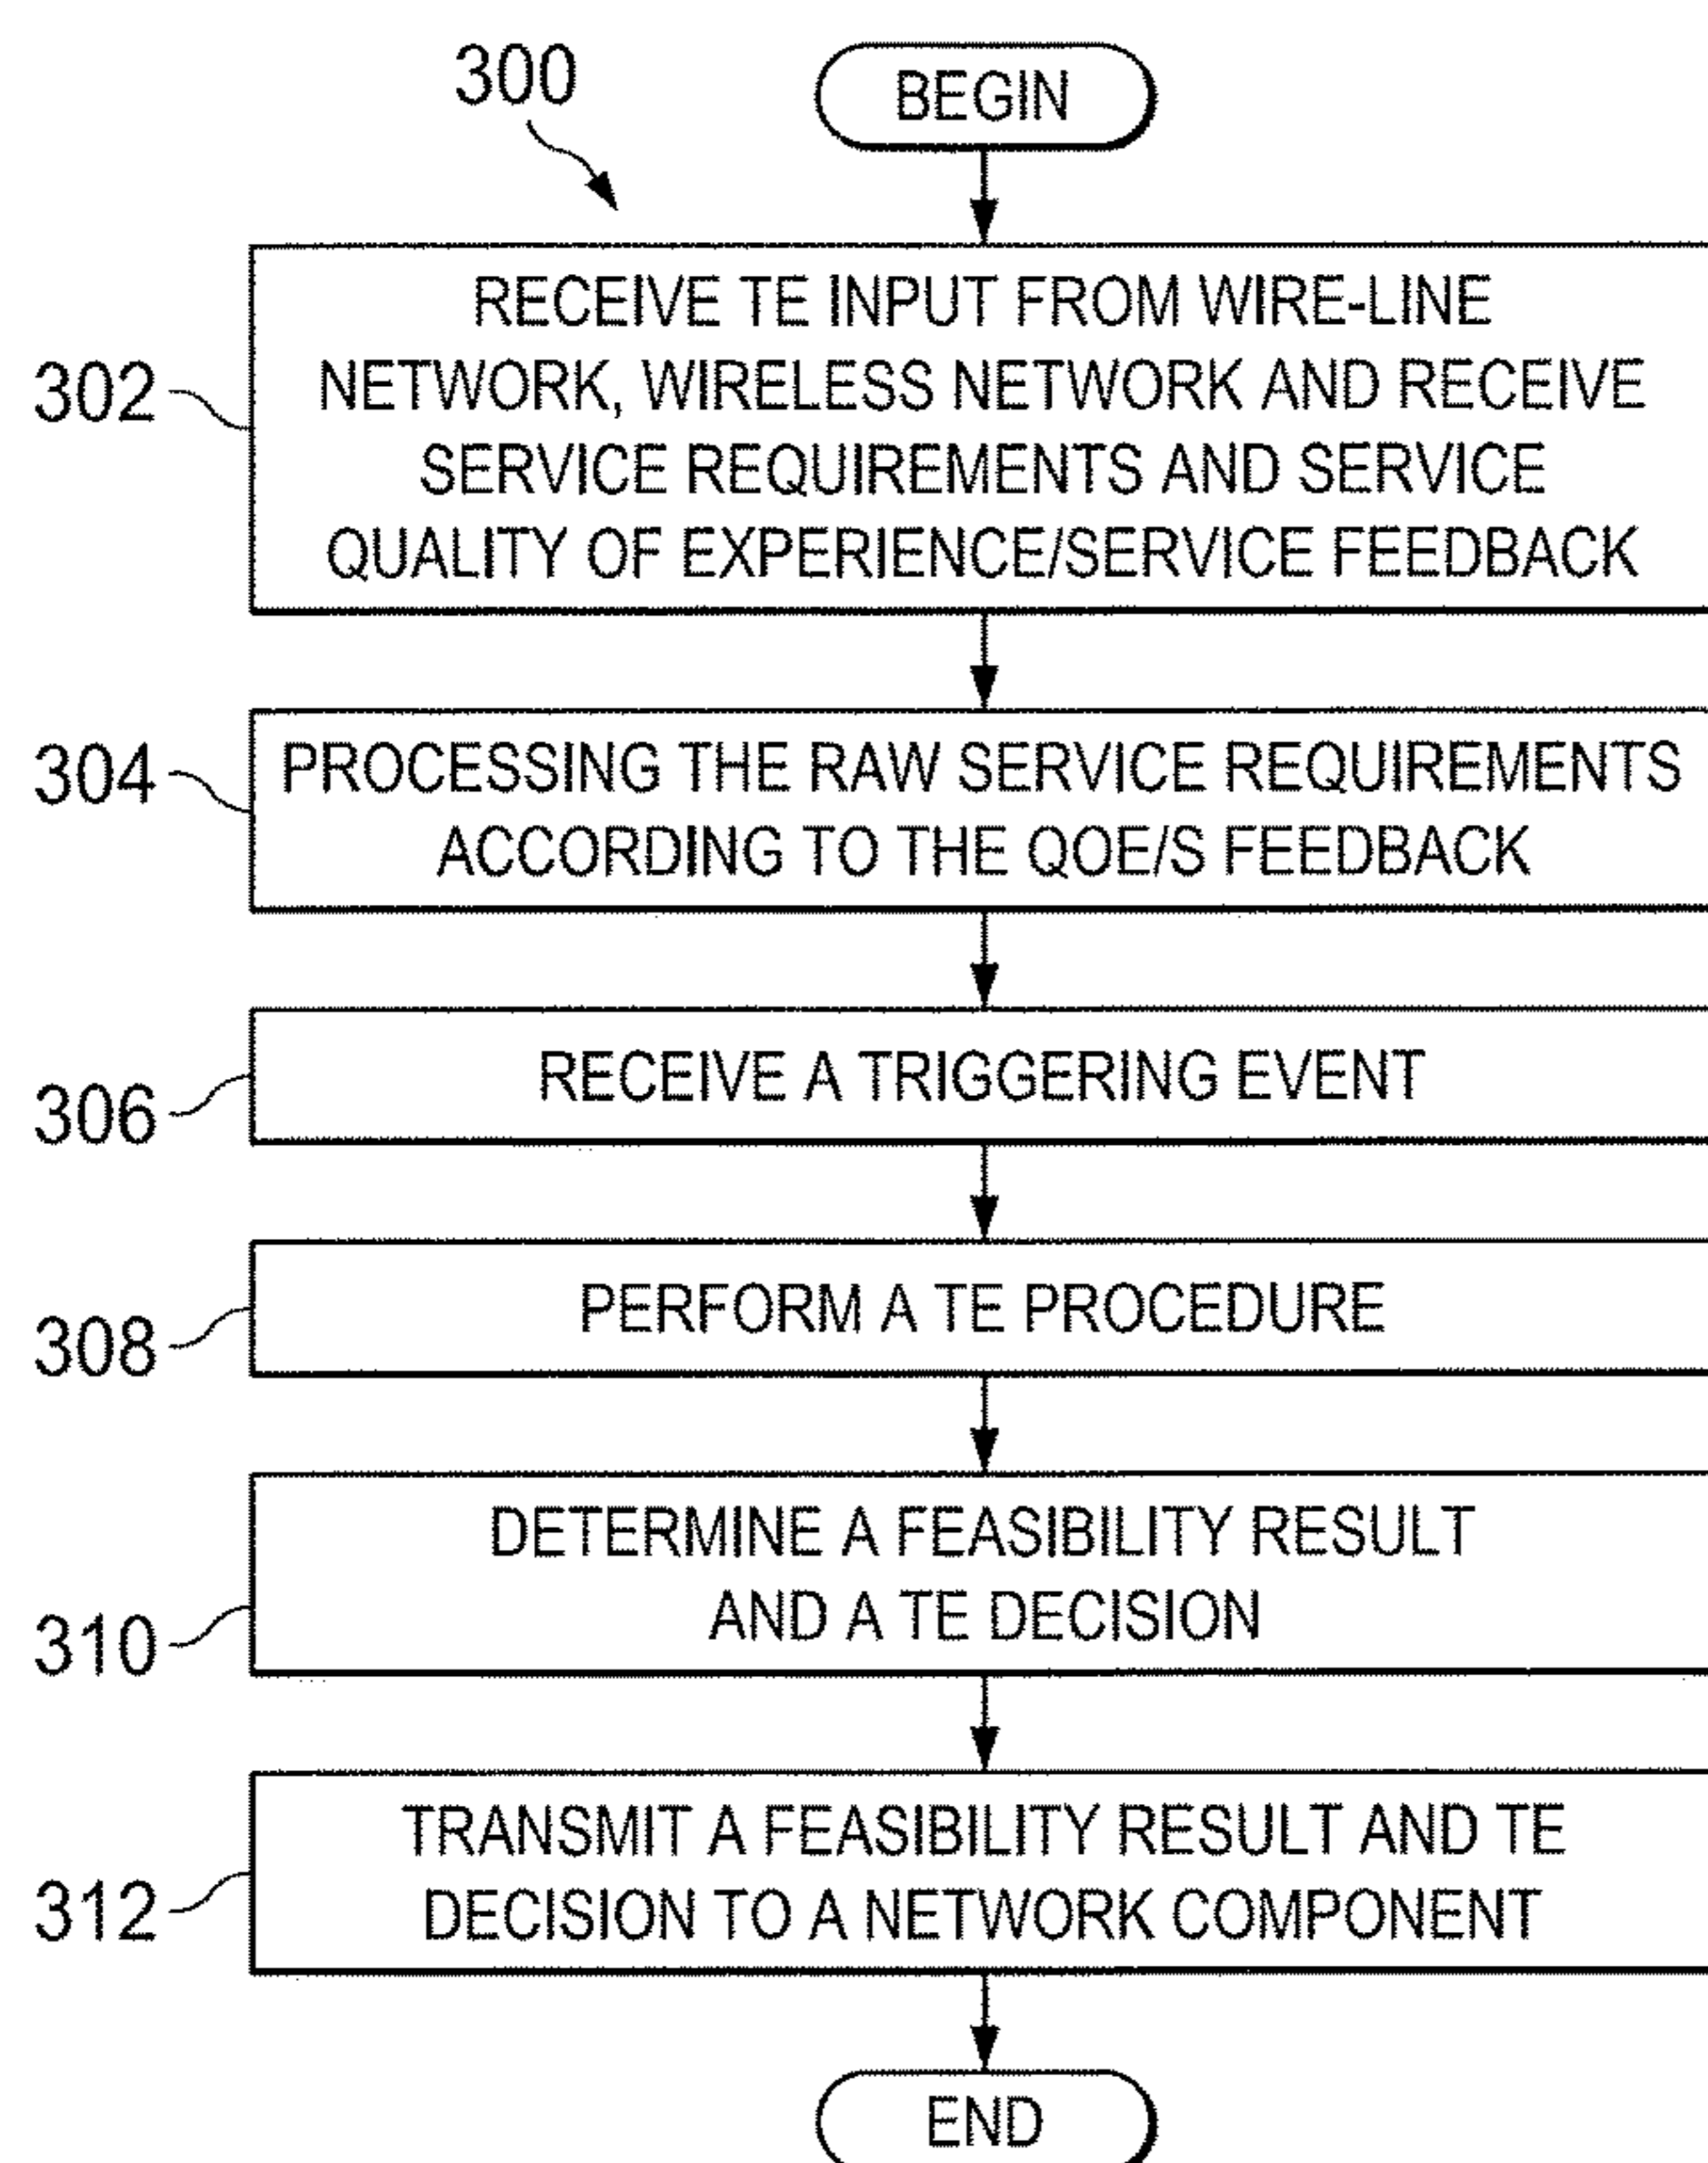 300
BEGIN
302
RECEIVE TE INPUT FROM WIRE-LINE
NETWORK, WIRELESS NETWORK AND RECEIVE
SERVICE REQUIREMENTS AND SERVICE
QUALITY OF EXPERIENCE/SERVICE FEEDBACK
304
PROCESSING THE RAW SERVICE REQUIREMENTS
ACCORDING TO THE QOE/S FEEDBACK
306
RECEIVE A TRIGGERING EVENT
308
PERFORM A TE PROCEDURE
310
DETERMINE A FEASIBILITY RESULT
AND A TE DECISION
312
TRANSMIT A FEASIBILITY RESULT AND TE
DECISION TO A NETWORK COMPONENT
END